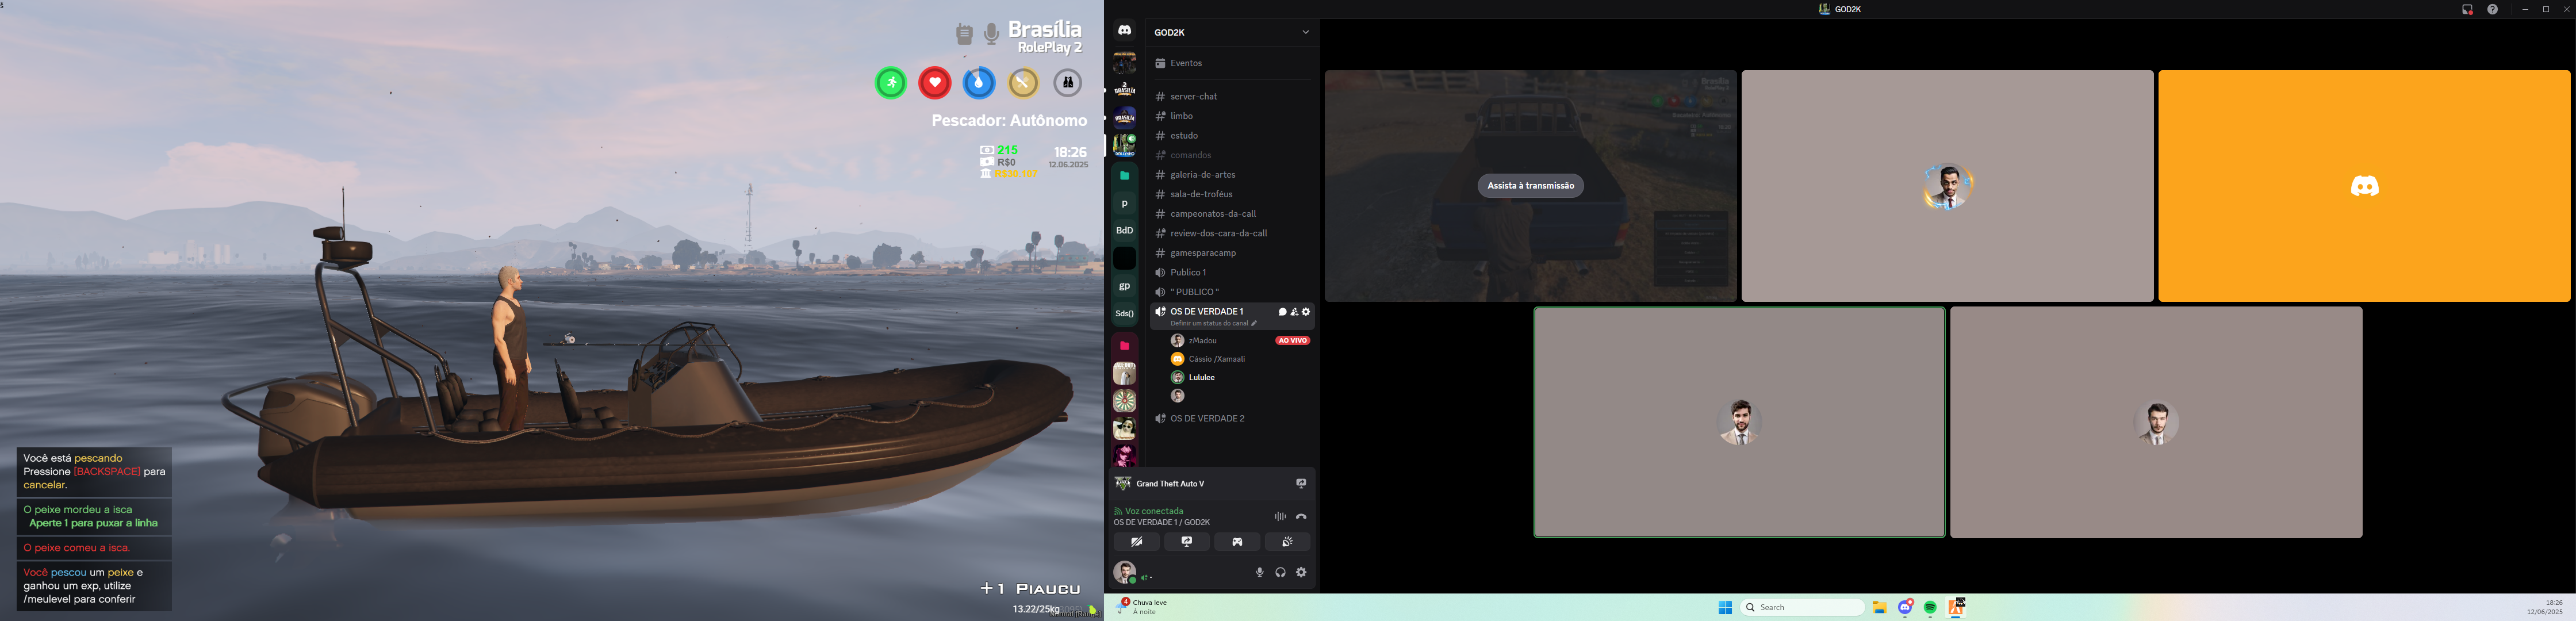 Brasília
RolePlay 2
Pescador: Autônomo
215
18:26
R$0
12.06.2025
Você está pescando
Pressione [BACKSPACE] para
cancelar.
O peixe mordeu a isca
Aperte 1 para puxar a linha
O peixe comeu a isca.
Você pescou um peixe e
ganhou um exp, utilize
/meulevel para conferir
+1 Piaucu
13.22/25kg
GOD2K
GOD2K
Eventos
server-chat
limbo
estudo
comandos
galeria-de-artes
sala-de-troféus
campeonatos-da-call
review-dos-cara-da-call
gamesparacamp
Publico 1
" PUBLICO "
OS DE VERDADE 1
Definir um status do canal
zMadou
AO VIVO
Cássio /Xamaali
Lululee
OS DE VERDADE 2
p
BdD
gp
Sds()
Grand Theft Auto V
Voz conectada
OS DE VERDADE 1 / GOD2K
Assista à transmissão
4
Chuva leve
À noite
Search
18:26
12/06/2025